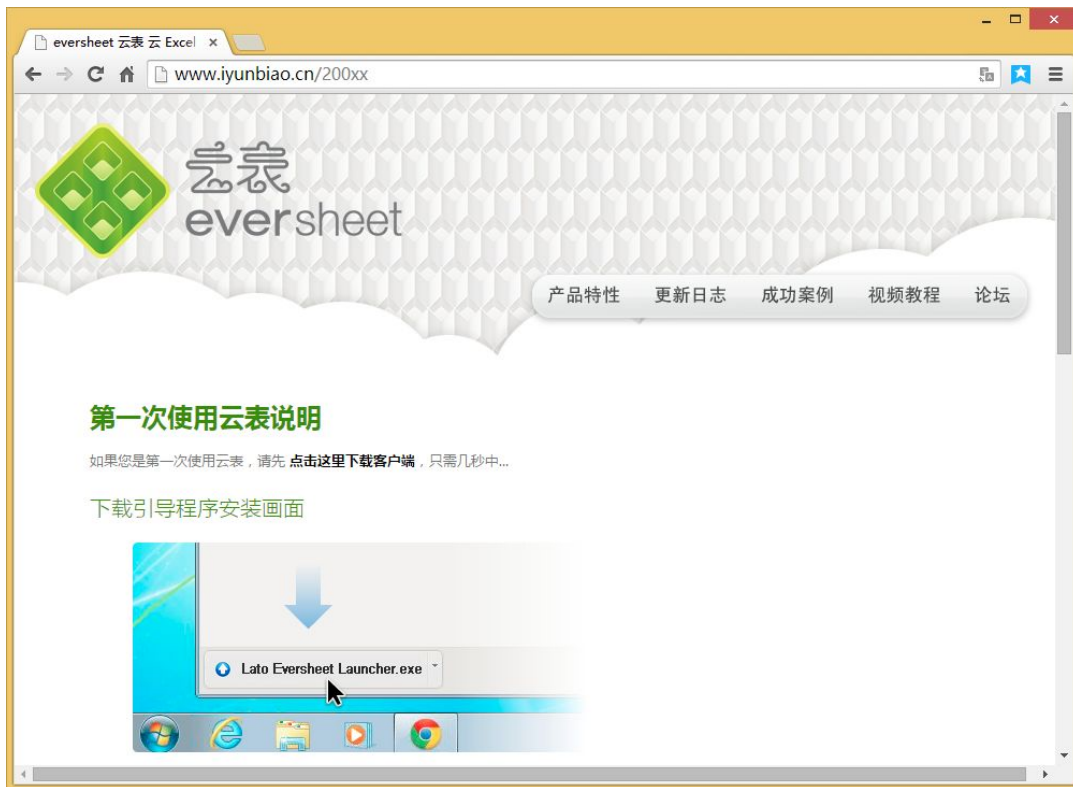 eversheet 云表 云 Excel
www.iyunbiao.cn/200xx
云表
eversheet
产品特性 更新日志 成功案例 视频教程 论坛
第一次使用云表说明
如果您是第一次使用云表，请先 点击这里下载客户端，只需几秒中...
下载引导程序安装画面
Lato Eversheet Launcher.exe